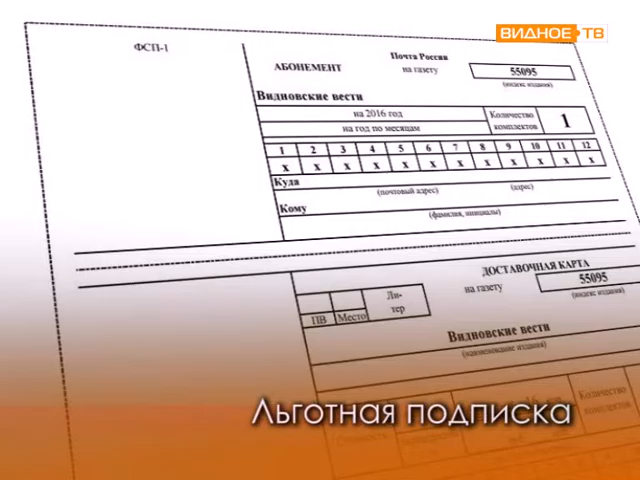 ВИДНОЕ ТВ
ФСП-1
Почта России
АБОНЕМЕНТ на газету 55095
(индекс издания)
Видновские вести
на 2016 год
на год по месяцам
Количество комплектов 1
1 2 3 4 5 6 7 8 9 10 11 12
x x x x x x x x x x x x
Куда
(почтовый адрес) (адрес)
Кому
(фамилия, инициалы)
ДОСТАВОЧНАЯ КАРТА
на газету 55095
(индекс издания)
ПВ Место Ли-
тер
Видновские вести
(наименование издания)
Количество
комплектов
Льготная подписка